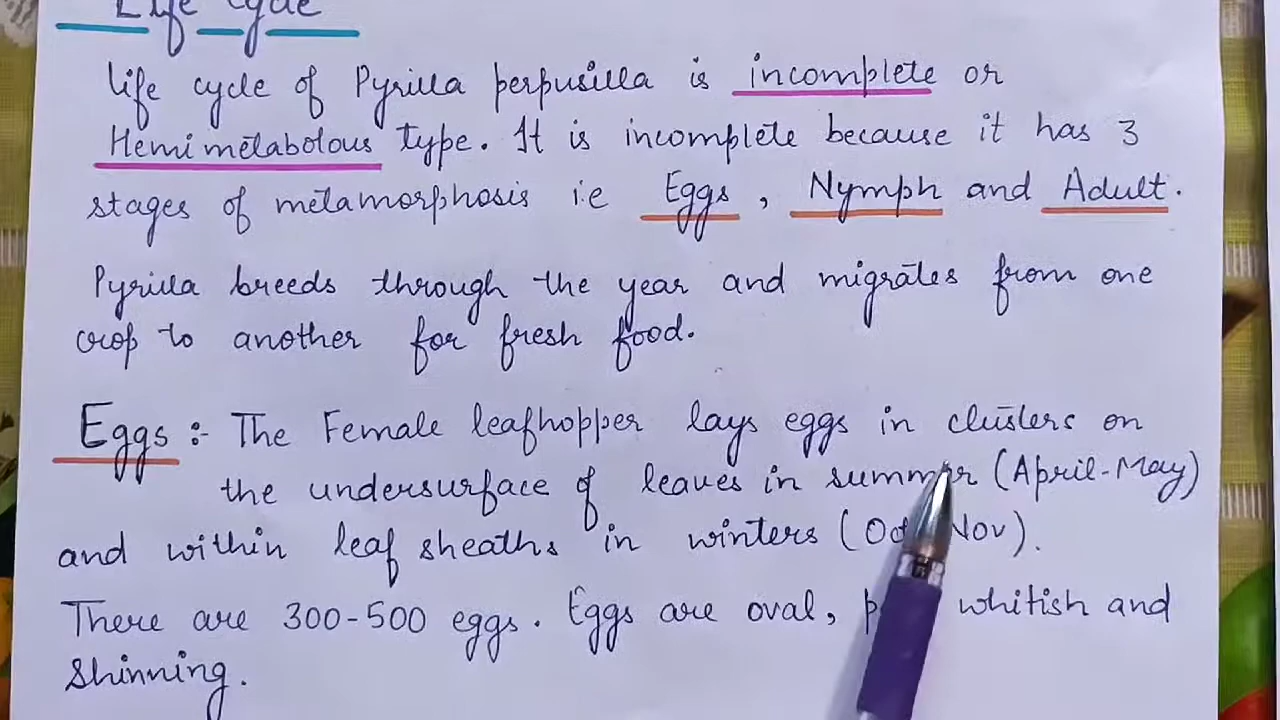 Life Cycle
Life cycle of Pyrilla perpusilla is incomplete or
Hemimetabolous type. It is incomplete because it has 3
stages of metamorphosis i.e Eggs, Nymph and Adult.
Pyrilla breeds through the year and migrates from one
crop to another for fresh food.
Eggs :- The Female leafhopper lays eggs in clusters on
the undersurface of leaves in summer (April-May)
and within leaf sheaths in winters (Oct Nov).
There are 300-500 eggs. Eggs are oval, whitish and
Shinning.